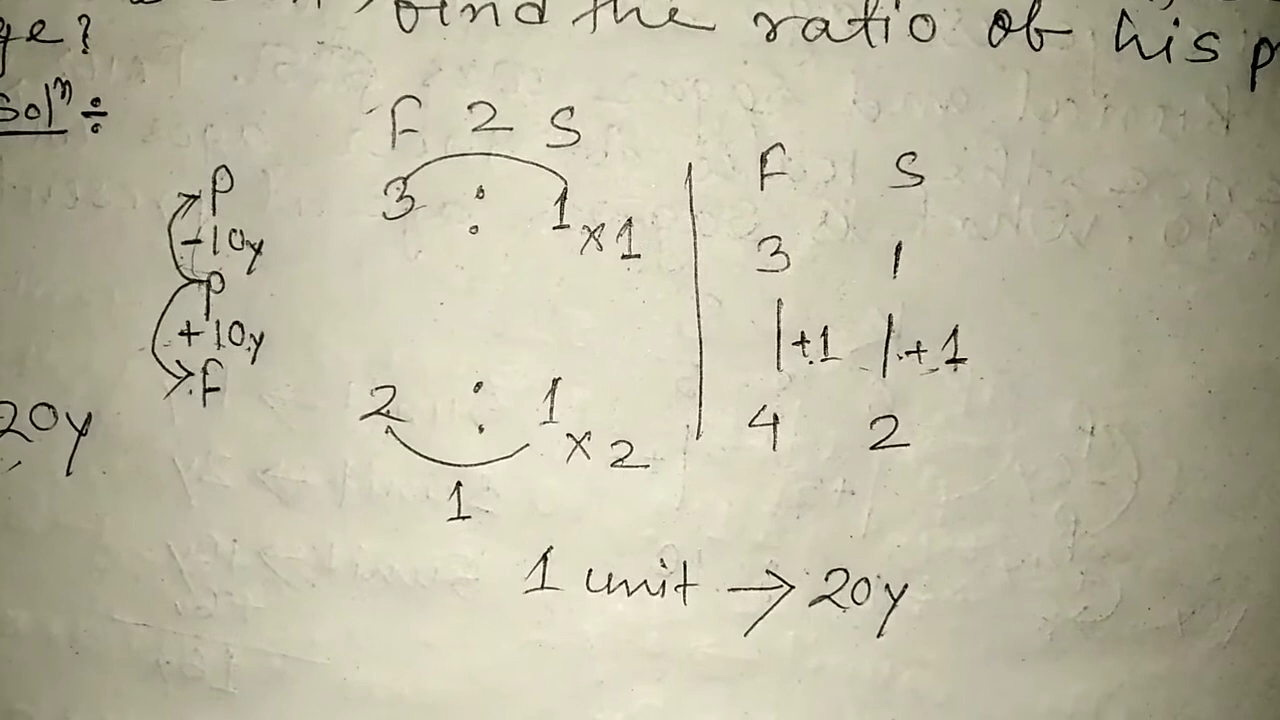 find the ratio of his
ge?
Solⁿ÷
F 2 S
3 : 1 ×1
P
-10y
P
+10y
F
20y
2 : 1 ×2
1
F S
3 1
+1 +1
4 2
1 unit → 20y